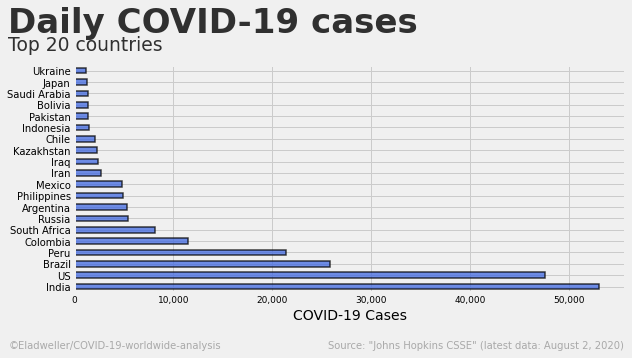 Daily COVID-19 cases
Top 20 countries
Ukraine
Japan
Saudi Arabia
Bolivia
Pakistan
Indonesia
Chile
Kazakhstan
Iraq
Iran
Mexico
Philippines
Argentina
Russia
South Africa
Colombia
Peru
Brazil
US
India
0 10,000 20,000 30,000 40,000 50,000
COVID-19 Cases
©Eladweller/COVID-19-worldwide-analysis Source: "Johns Hopkins CSSE" (latest data: August 2, 2020)